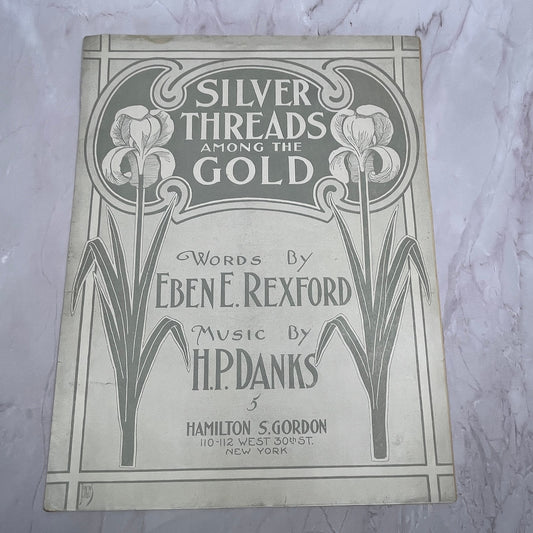 SILVER
THREADS
AMONG THE
GOLD
WORDS BY
EBEN E. REXFORD
MUSIC BY
H.P. DANKS
5
HAMILTON S. GORDON
110-112 WEST 30TH ST.
NEW YORK